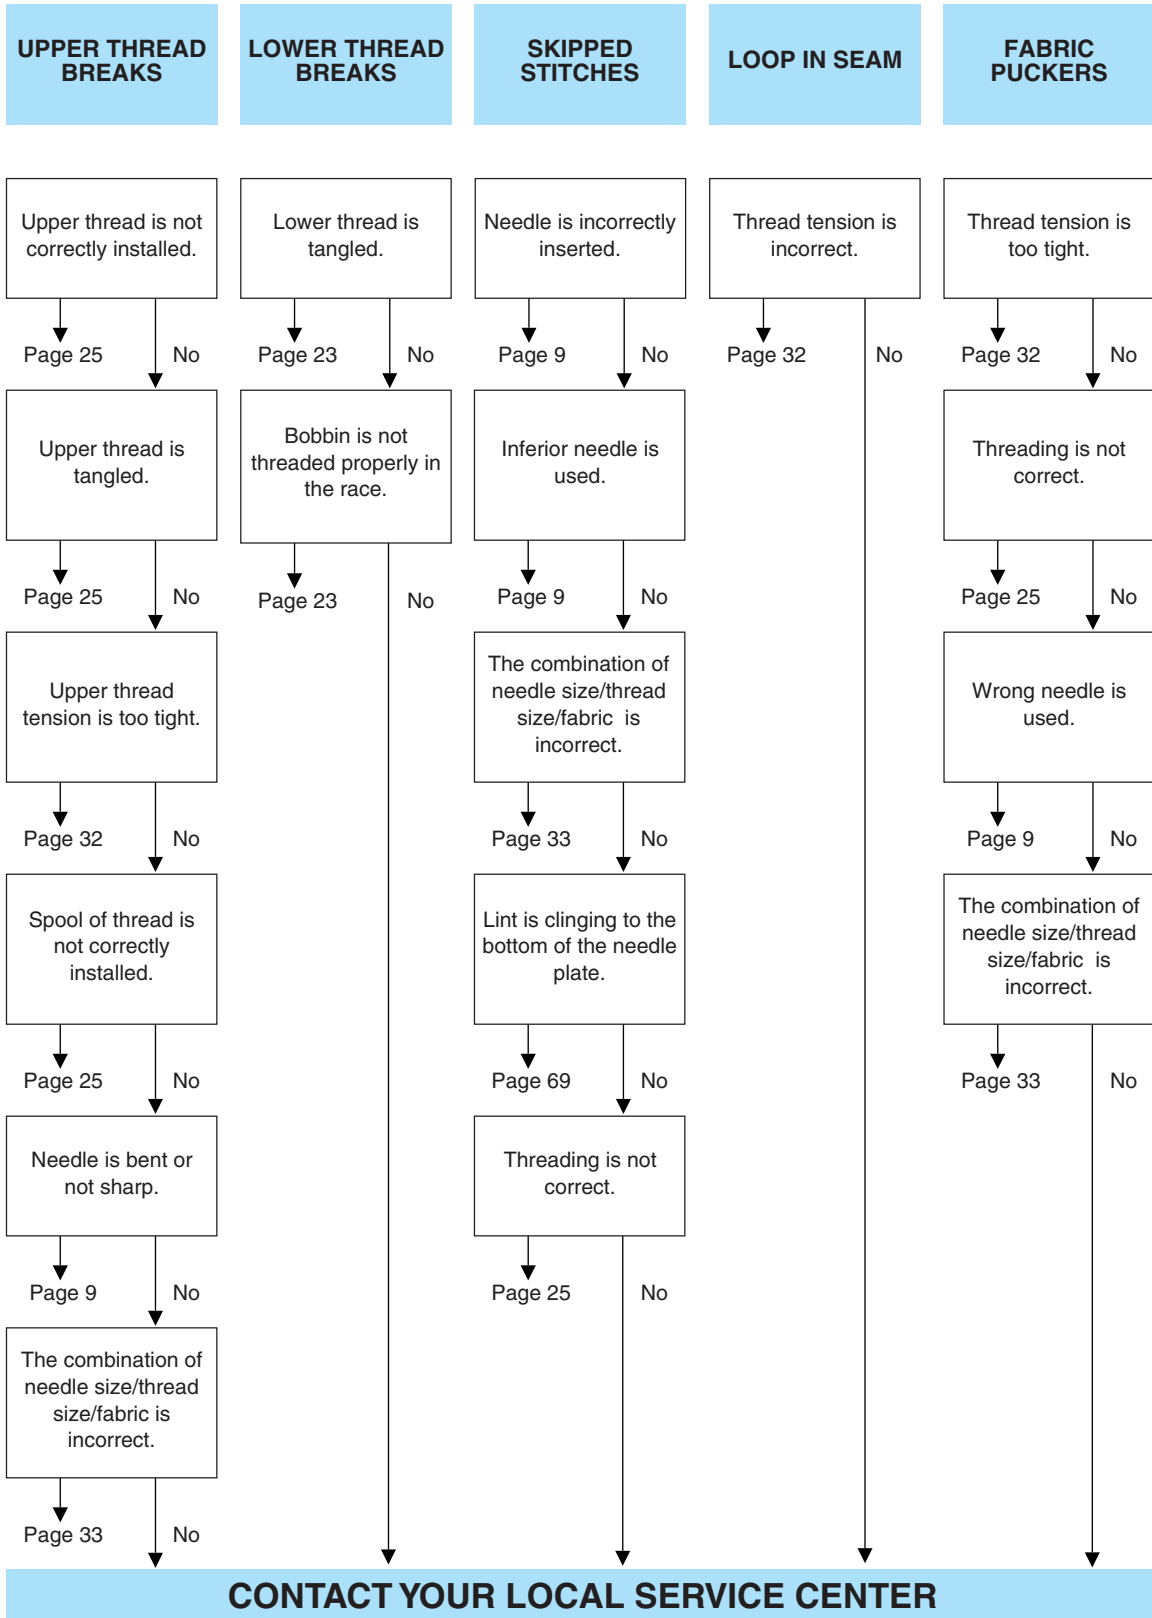 UPPER THREAD
BREAKS
LOWER THREAD
BREAKS
SKIPPED
STITCHES
LOOP IN SEAM
FABRIC
PUCKERS
Upper thread is not
correctly installed.
Page 25
No
Upper thread is
tangled.
Page 25
No
Upper thread
tension is too tight.
Page 32
No
Spool of thread is
not correctly
installed.
Page 25
No
Needle is bent or
not sharp.
Page 9
No
The combination of
needle size/thread
size/fabric is
incorrect.
Page 33
No
Lower thread is
tangled.
Page 23
No
Bobbin is not
threaded properly in
the race.
Page 23
No
Needle is incorrectly
inserted.
Page 9
No
Inferior needle is
used.
Page 9
No
The combination of
needle size/thread
size/fabric is
incorrect.
Page 33
No
Lint is clinging to the
bottom of the needle
plate.
Page 69
No
Threading is not
correct.
Page 25
No
Thread tension is
incorrect.
Page 32
No
Thread tension is
too tight.
Page 32
No
Threading is not
correct.
Page 25
No
Wrong needle is
used.
Page 9
No
The combination of
needle size/thread
size/fabric is
incorrect.
Page 33
No
CONTACT YOUR LOCAL SERVICE CENTER